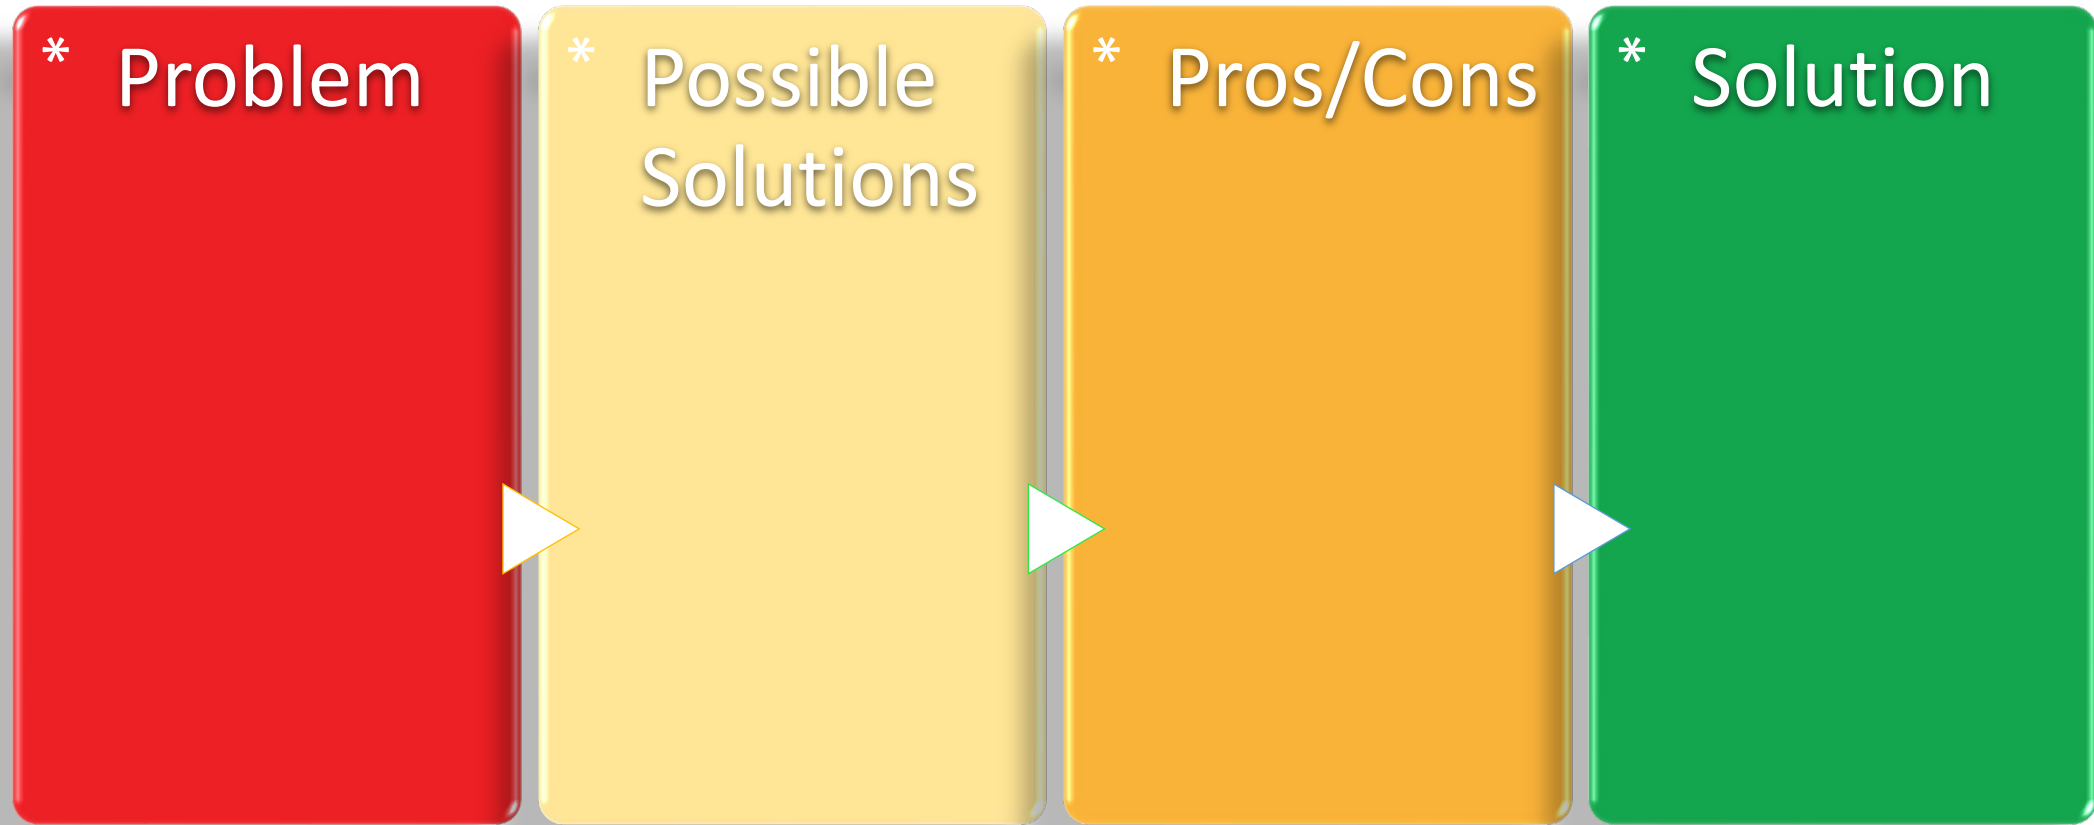 * Problem
* Possible
Solutions
* Pros/Cons
* Solution